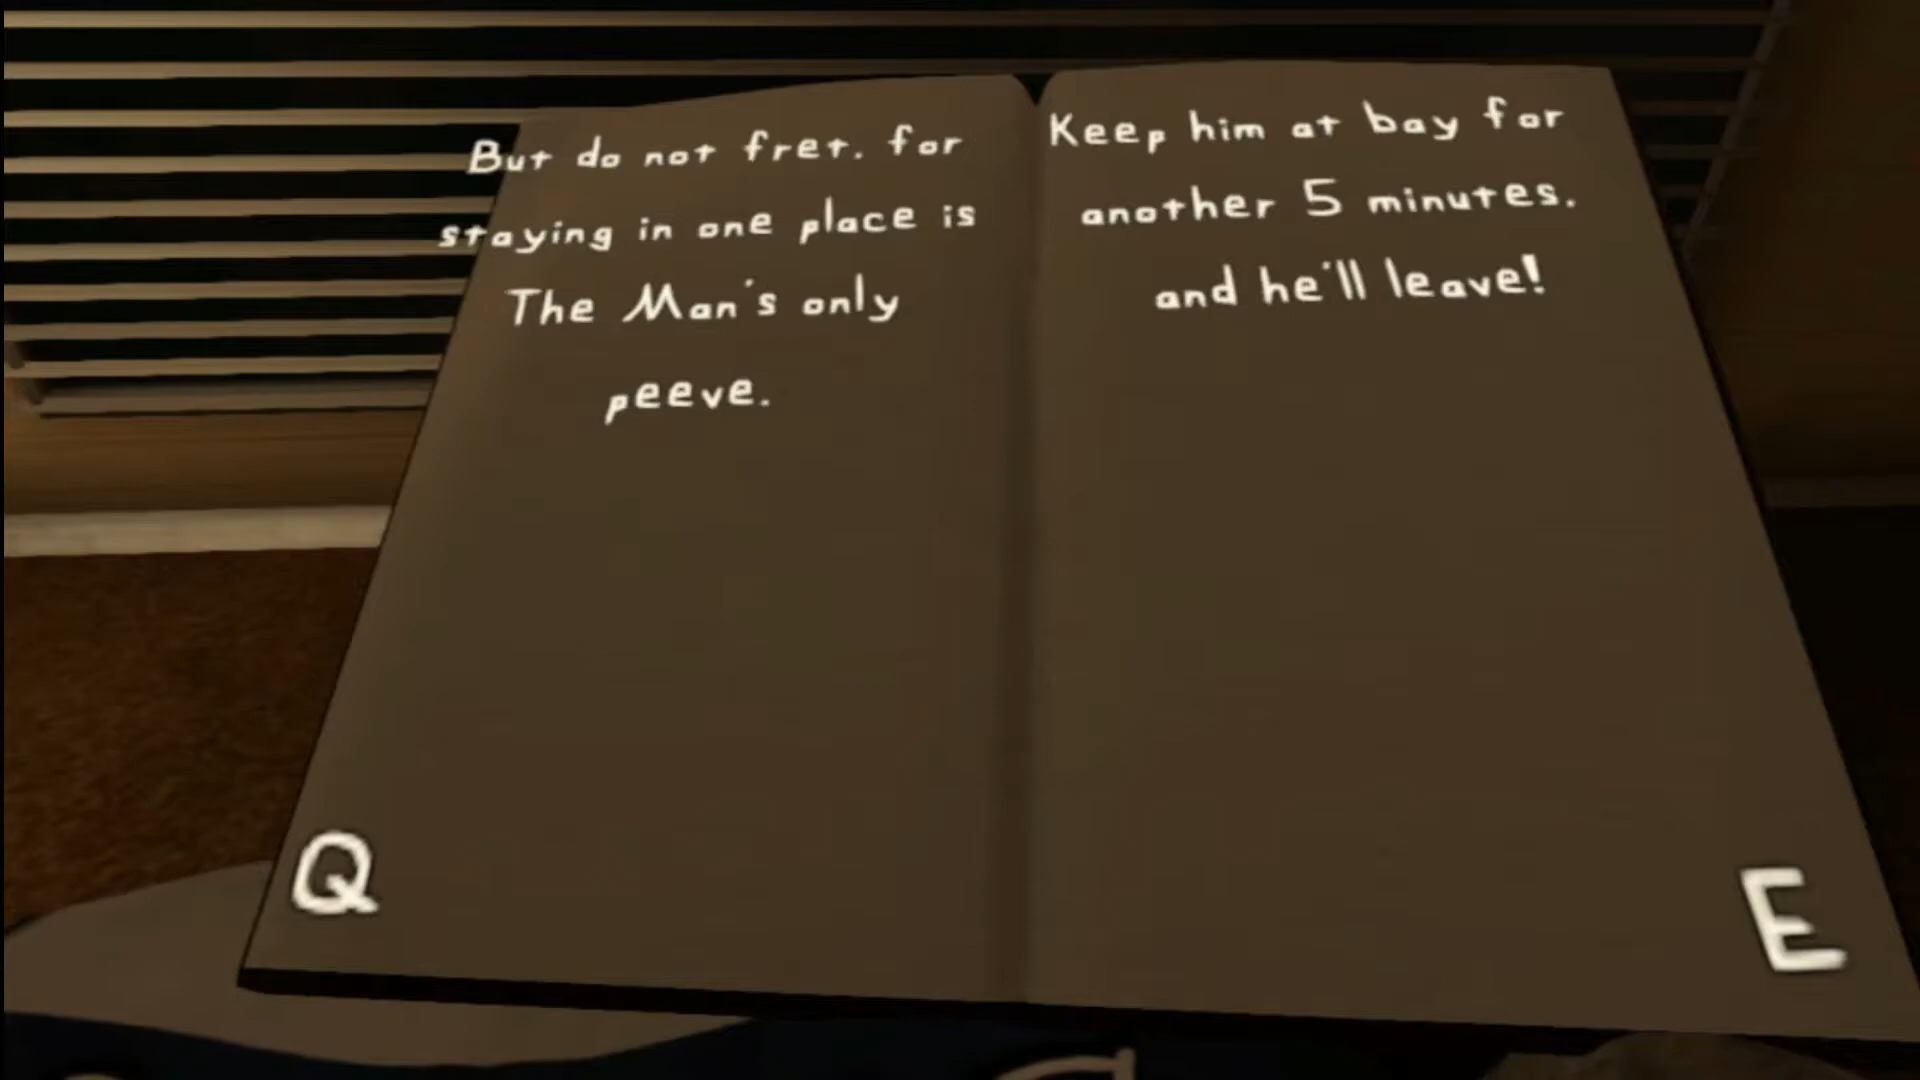 But do not fret. for
staying in one place is
The Man's only
peeve.
Keep him at bay for
another 5 minutes.
and he'll leave!
Q
E